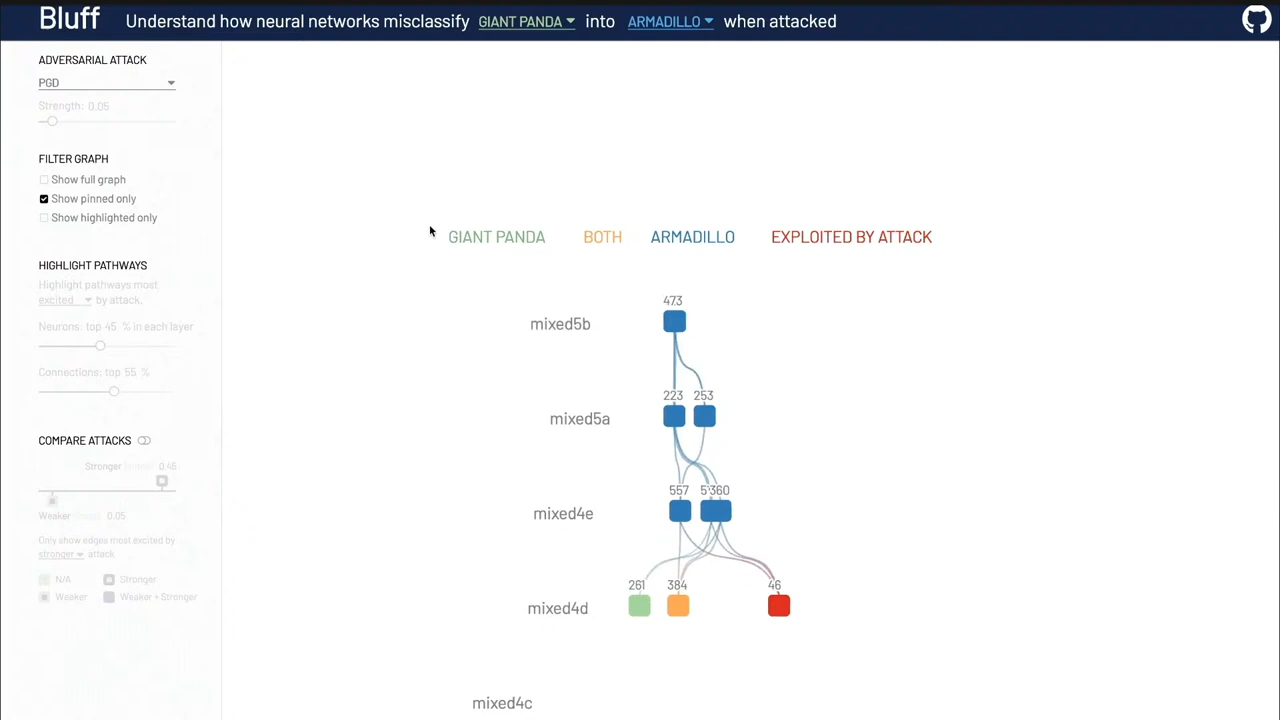 Bluff Understand how neural networks misclassify GIANT PANDA into ARMADILLO when attacked
ADVERSARIAL ATTACK
PGD
Strength: 0.05
FILTER GRAPH
Show full graph
Show pinned only
Show highlighted only
HIGHLIGHT PATHWAYS
Highlight pathways most
excited by attack.
Neurons: top 45 % in each layer
Connections: top 55 %
COMPARE ATTACKS
Stronger 0.45
Weaker 0.05
Only show edges most excited by
stronger attack
N/A Stronger
Weaker Weaker + Stronger
GIANT PANDA BOTH ARMADILLO EXPLOITED BY ATTACK
473
mixed5b
223 253
mixed5a
557 360
mixed4e
261 384 46
mixed4d
mixed4c